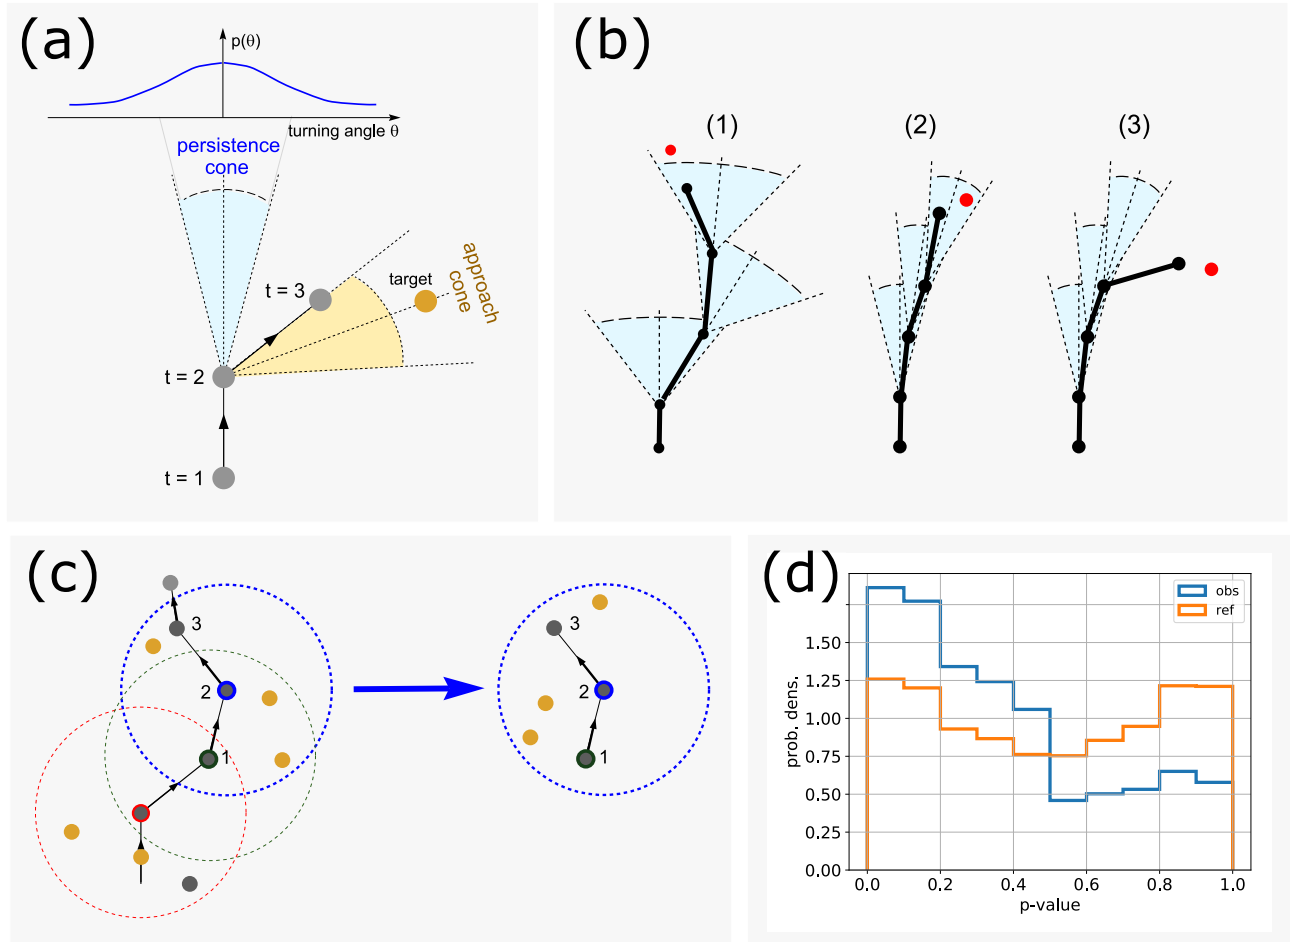 (a)
p(θ)
turning angle θ
persistence
cone
t = 3
target
approach
cone
t = 2
t = 1
(b)
(1)
(2)
(3)
(c)
3
2
1
3
2
1
(d)
obs
ref
prob. dens.
1.50
1.25
1.00
0.75
0.50
0.25
0.00
0.0 0.2 0.4 0.6 0.8 1.0
p-value